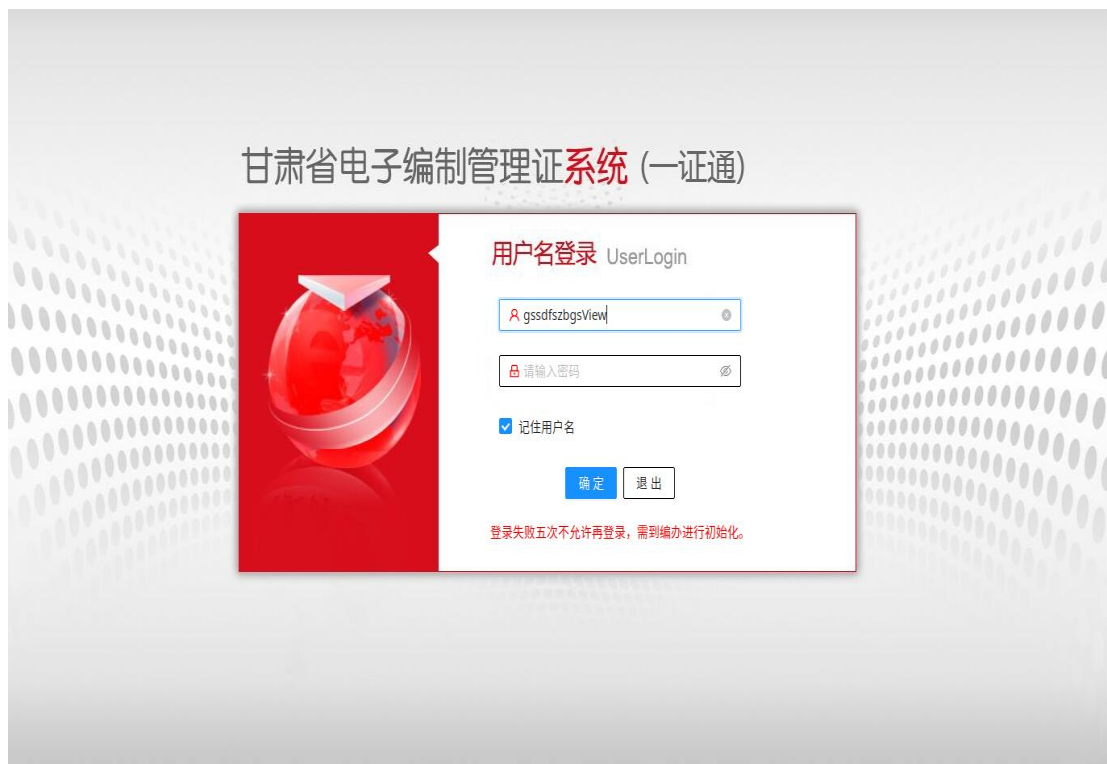 甘肃省电子编制管理证系统 (一证通)
用户名登录 UserLogin
gssdfszbgsView
请输入密码
记住用户名
确定 退出
登录失败五次不允许再登录，需到编办进行初始化。